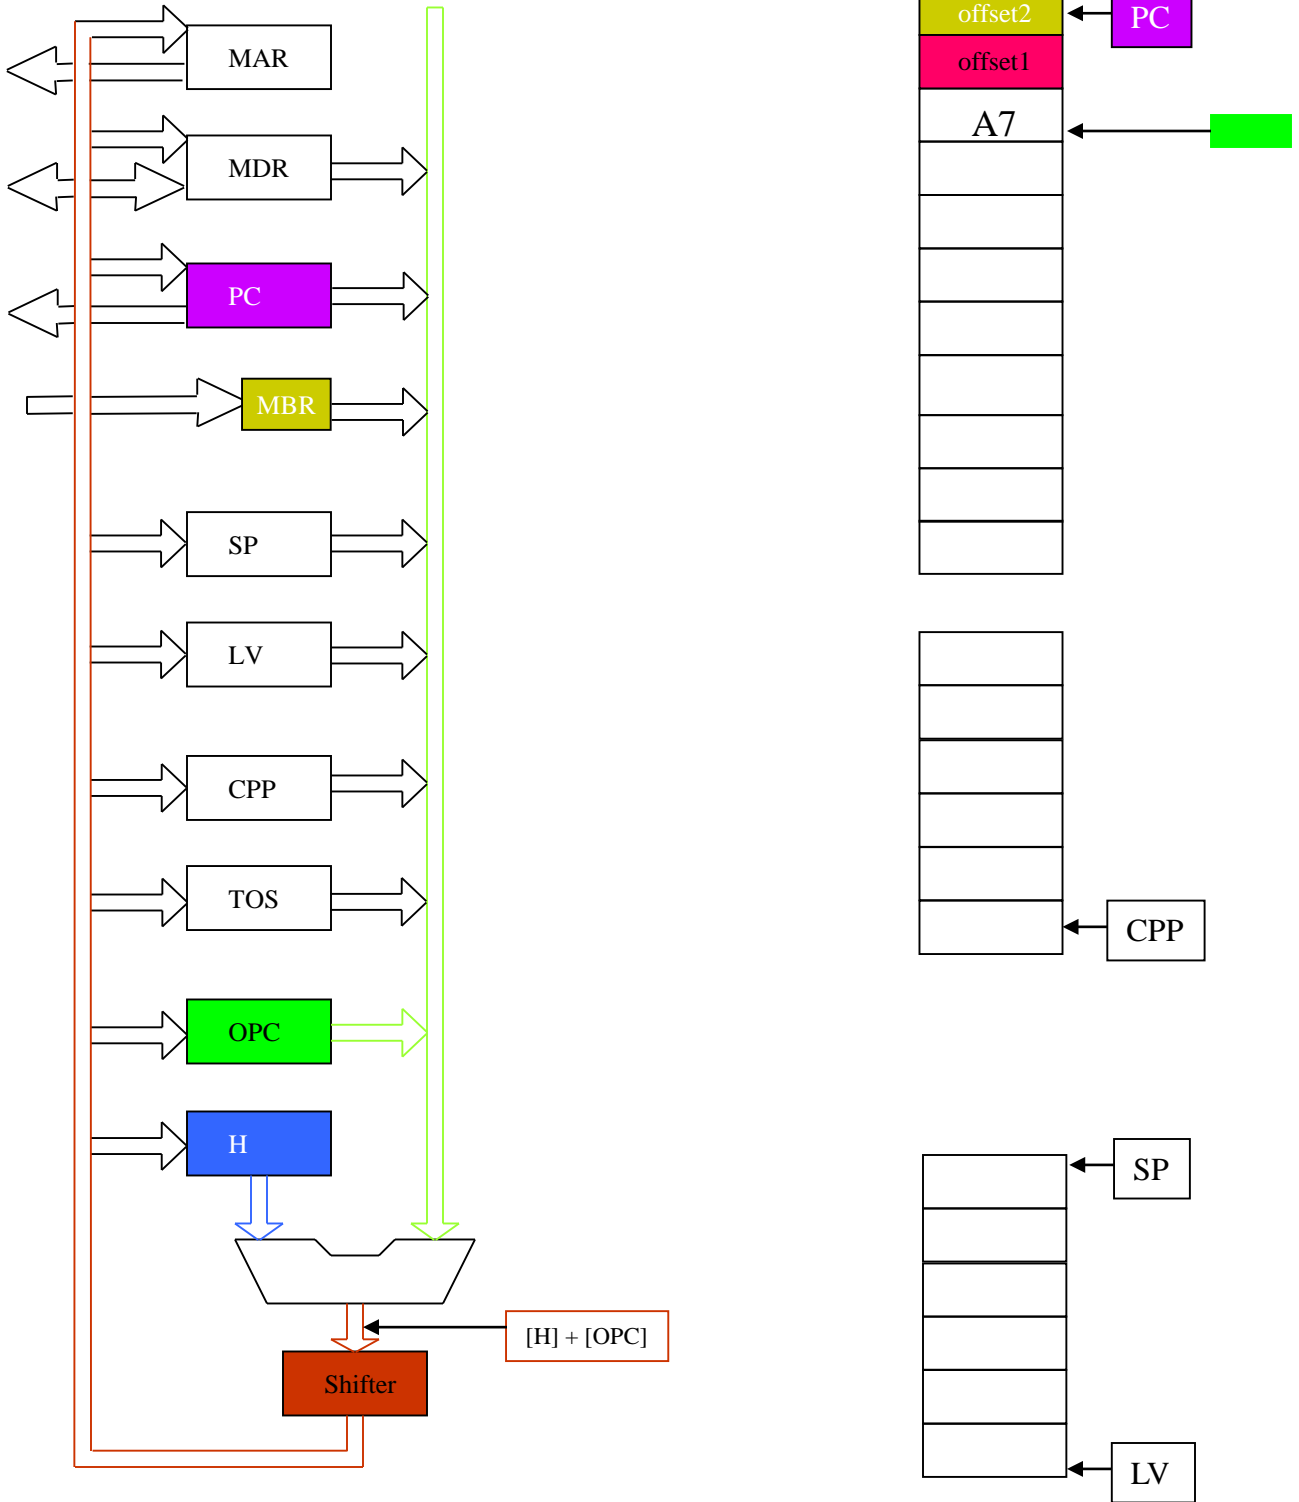 MAR
MDR
PC
MBR
SP
LV
CPP
TOS
OPC
H
[H] + [OPC]
Shifter
offset2
PC
offset1
A7
CPP
SP
LV